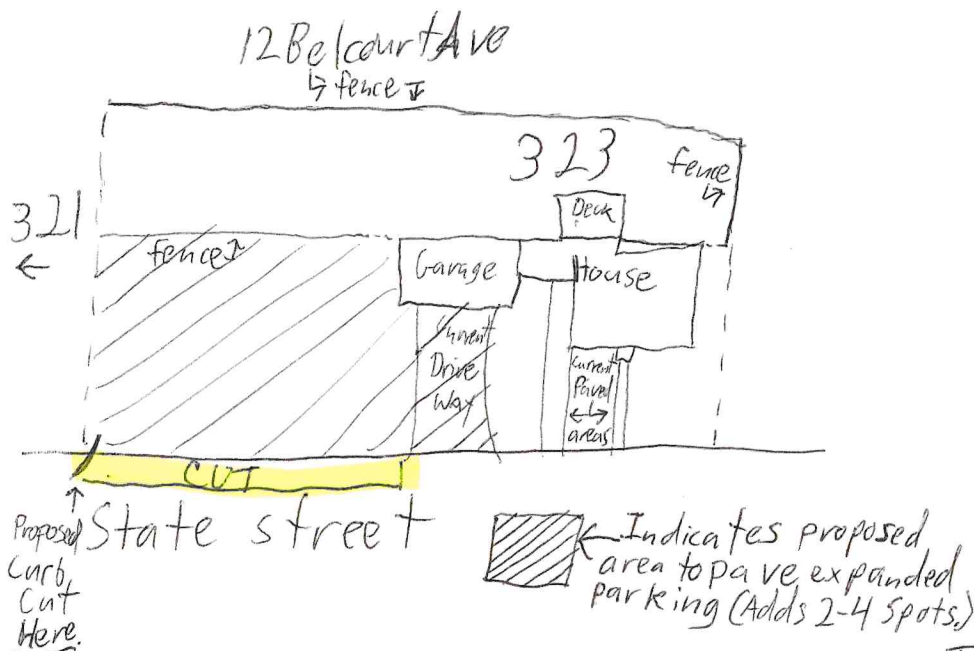 12 Belcourt Ave
↳ fence ↧
323
fence
↳
321
←
Deck
fence
Garage
House
Current
Drive
Way
Current
Paved
↔
areas
CUT
↑
Proposed
Curb
Cut
Here.
State street
←Indicates proposed
area to pave, expanded
parking (Adds 2-4 spots.)